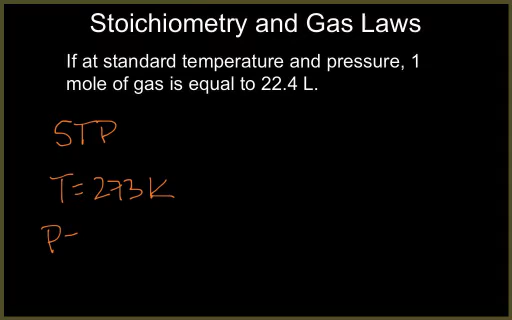 Stoichiometry and Gas Laws
If at standard temperature and pressure, 1
mole of gas is equal to 22.4 L.
STP
T=273K
P-